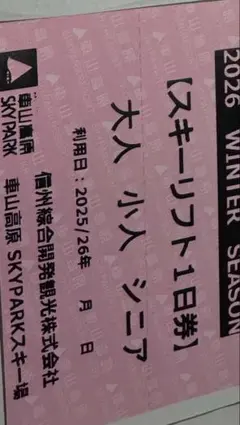 2026 WINTER SEASON
【スキーリフト1日券】
大人 小人 シニア
利用日:2025/26年 月 日
信州綜合開発観光株式会社
車山高原 SKYPARKスキー場
車山高原
SKYPARK